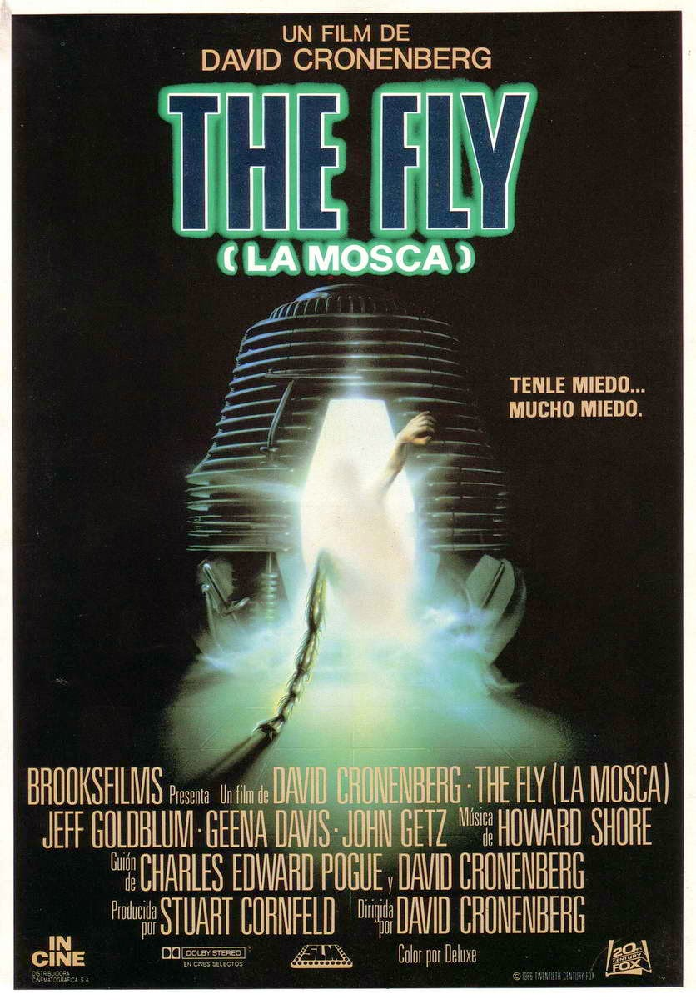 UN FILM DE
DAVID CRONENBERG
THE FLY
(LA MOSCA)
TENLE MIEDO...
MUCHO MIEDO.
BROOKSFILMS Presenta Un film de DAVID CRONENBERG · THE FLY (LA MOSCA)
JEFF GOLDBLUM · GEENA DAVIS · JOHN GETZ Música de HOWARD SHORE
Guión de CHARLES EDWARD POGUE y DAVID CRONENBERG
Producida por STUART CORNFELD Dirigida por DAVID CRONENBERG
IN CINE
DISTRIBUIDORA
CINEMATOGRAFICA S.A.
DOLBY STEREO
EN CINES SELECTOS
SLM
Color por Deluxe
© 1986 TWENTIETH CENTURY FOX
20th
CENTURY
FOX